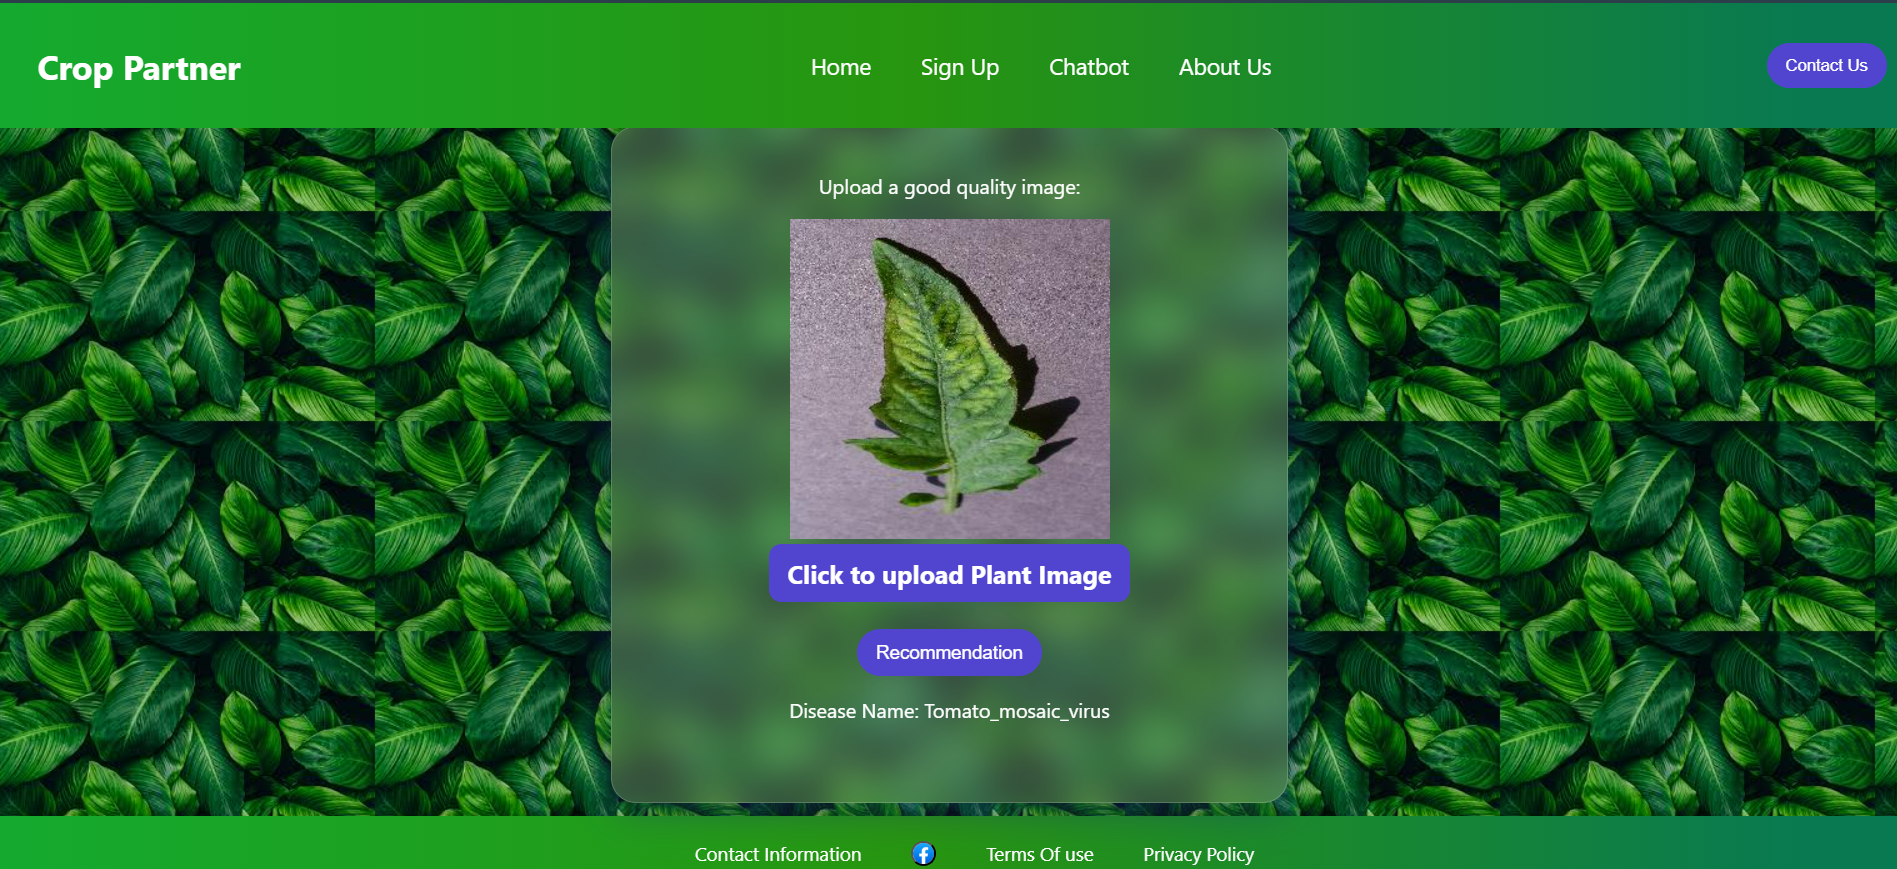 Crop Partner
Home Sign Up Chatbot About Us
Contact Us
Upload a good quality image:
Click to upload Plant Image
Recommendation
Disease Name: Tomato_mosaic_virus
Contact Information Terms Of use Privacy Policy